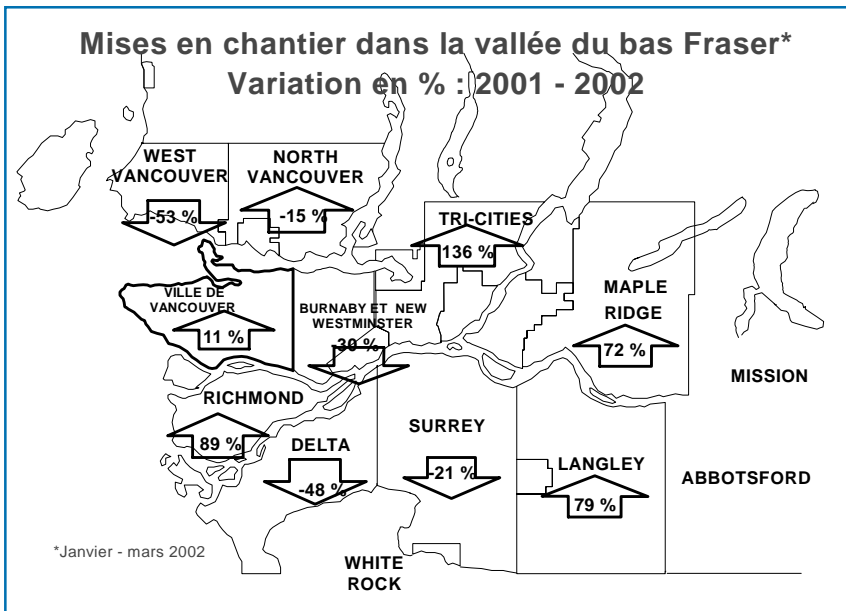 Mises en chantier dans la vallée du bas Fraser*
Variation en % : 2001 - 2002
WEST
VANCOUVER
-53 %
NORTH
VANCOUVER
-15 %
TRI-CITIES
136 %
VILLE DE
VANCOUVER
11 %
BURNABY ET NEW
WESTMINSTER
-30 %
MAPLE
RIDGE
72 %
MISSION
RICHMOND
89 %
DELTA
-48 %
SURREY
-21 %
LANGLEY
79 %
ABBOTSFORD
*Janvier - mars 2002
WHITE
ROCK